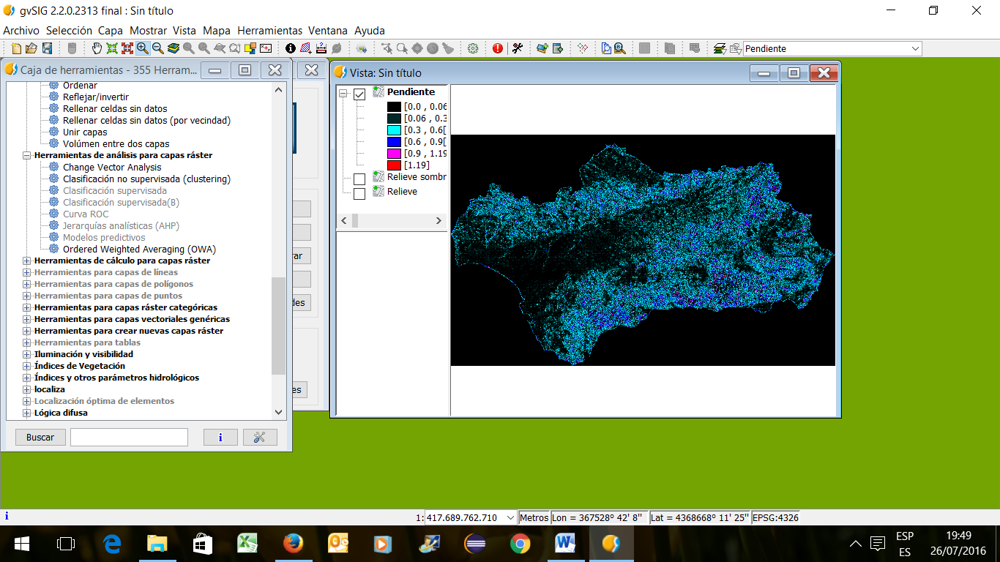 gvSIG 2.2.0.2313 final : Sin título
Archivo Selección Capa Mostrar Vista Mapa Herramientas Ventana Ayuda
Pendiente
Caja de herramientas - 355 Herram...
Ordenar
Reflejar/invertir
Rellenar celdas sin datos
Rellenar celdas sin datos (por vecindad)
Unir capas
Volúmen entre dos capas
Herramientas de análisis para capas ráster
Change Vector Analysis
Clasificación no supervisada (clustering)
Clasificación supervisada
Clasificación supervisada(B)
Curva ROC
Jerarquías analísticas (AHP)
Modelos predictivos
Ordered Weighted Averaging (OWA)
Herramientas de cálculo para capas ráster
Herramientas para capas de líneas
Herramientas para capas de polígonos
Herramientas para capas de puntos
Herramientas para capas ráster categóricas
Herramientas para capas vectoriales genéricas
Herramientas para crear nuevas capas ráster
Herramientas para tablas
Iluminación y visibilidad
Índices de Vegetación
Índices y otros parámetros hidrológicos
localiza
Localización óptima de elementos
Lógica difusa
Buscar
rar
des
es
Vista: Sin título
Pendiente
[0.0 , 0.06
[0.06 , 0.3
[0.3 , 0.6[
[0.6 , 0.9[
[0.9 , 1.19
[1.19]
Relieve sombr
Relieve
1: 417.689.762.710 Metros Lon = 367528° 42' 8'' Lat = 4368668° 11' 25'' EPSG:4326
ESP
ES
19:49
26/07/2016